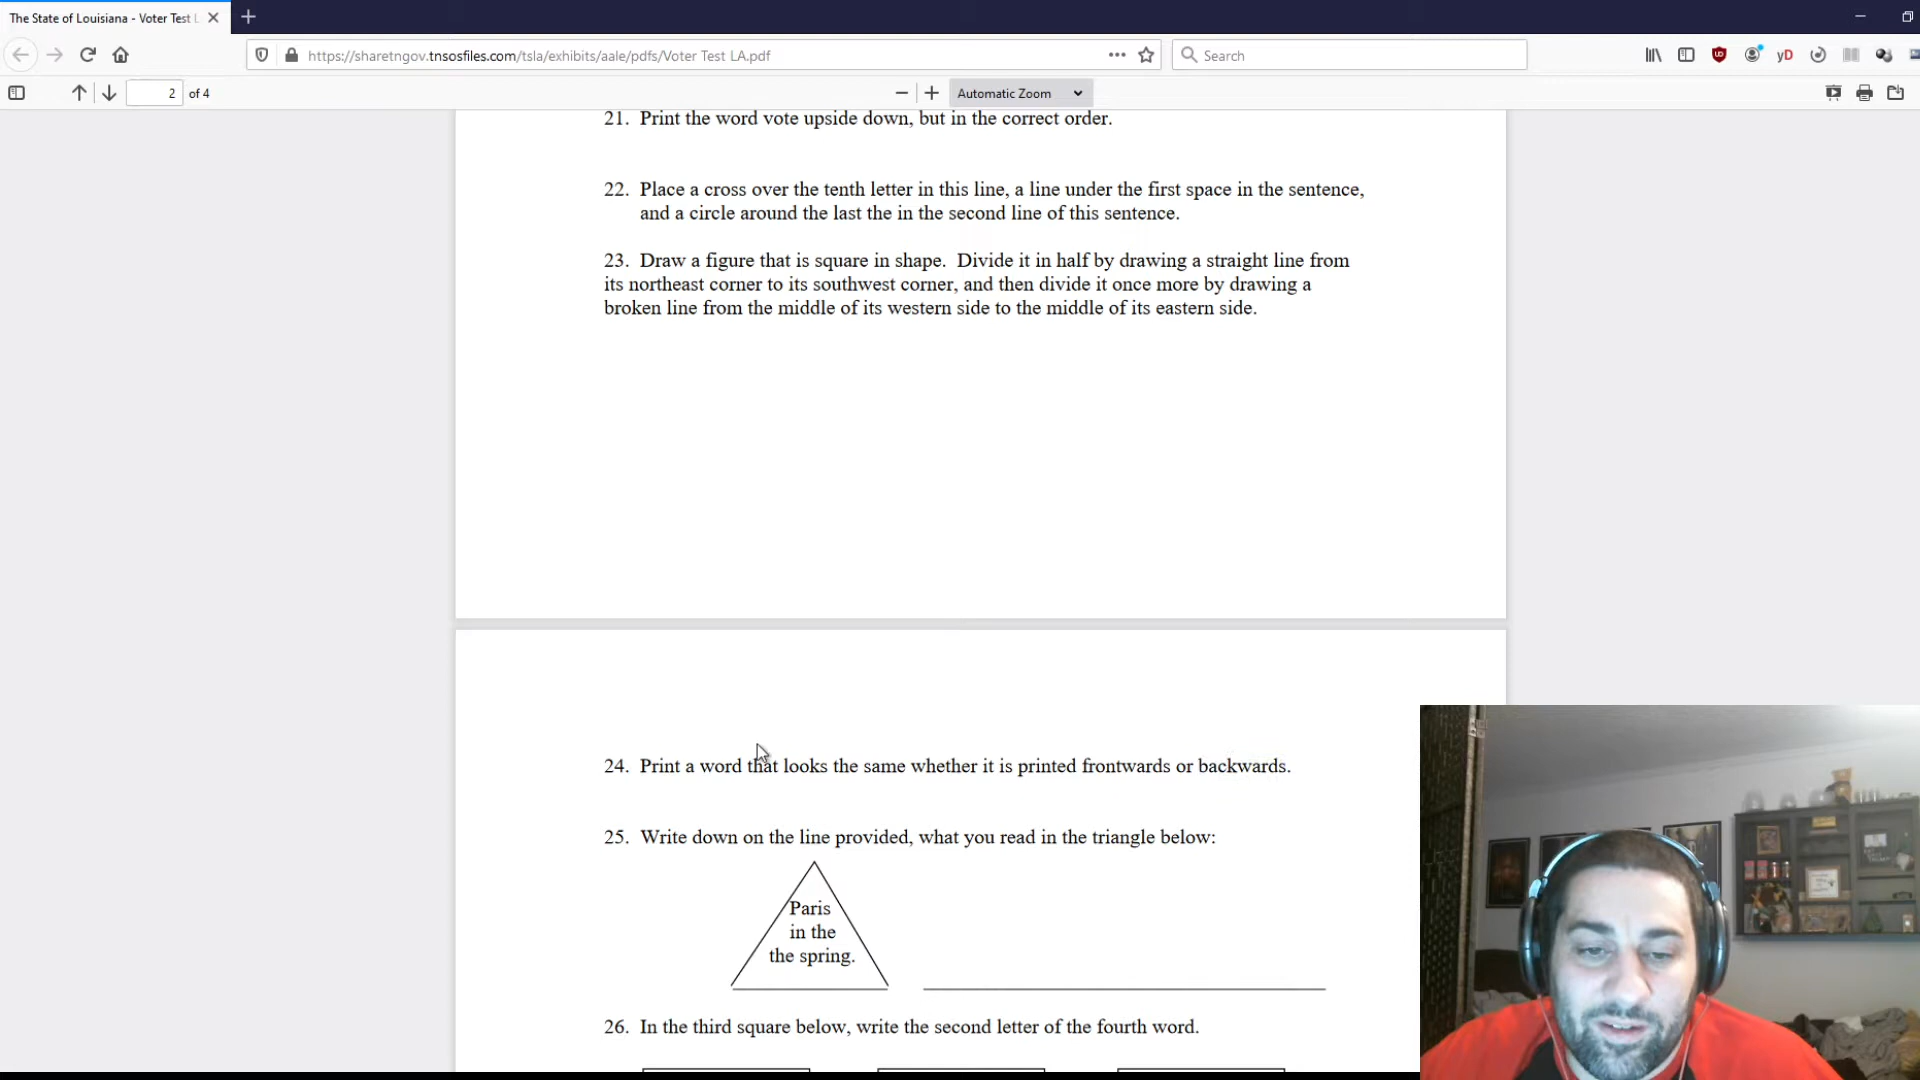 The State of Louisiana - Voter Test L
https://sharetngov.tnsosfiles.com/tsla/exhibits/aale/pdfs/Voter Test LA.pdf
Search
yD
2 of 4
Automatic Zoom
21. Print the word vote upside down, but in the correct order.
22. Place a cross over the tenth letter in this line, a line under the first space in the sentence,
and a circle around the last the in the second line of this sentence.
23. Draw a figure that is square in shape. Divide it in half by drawing a straight line from
its northeast corner to its southwest corner, and then divide it once more by drawing a
broken line from the middle of its western side to the middle of its eastern side.
24. Print a word that looks the same whether it is printed frontwards or backwards.
25. Write down on the line provided, what you read in the triangle below:
Paris
in the
the spring.
26. In the third square below, write the second letter of the fourth word.